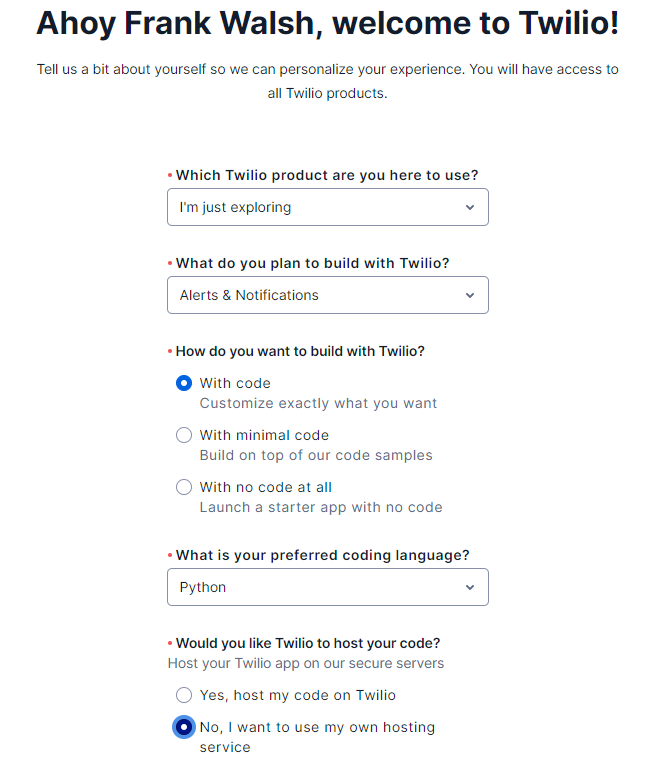 Ahoy Frank Walsh, welcome to Twilio!
Tell us a bit about yourself so we can personalize your experience. You will have access to
all Twilio products.
• Which Twilio product are you here to use?
I'm just exploring
• What do you plan to build with Twilio?
Alerts & Notifications
• How do you want to build with Twilio?
With code
Customize exactly what you want
With minimal code
Build on top of our code samples
With no code at all
Launch a starter app with no code
• What is your preferred coding language?
Python
• Would you like Twilio to host your code?
Host your Twilio app on our secure servers
Yes, host my code on Twilio
No, I want to use my own hosting
service